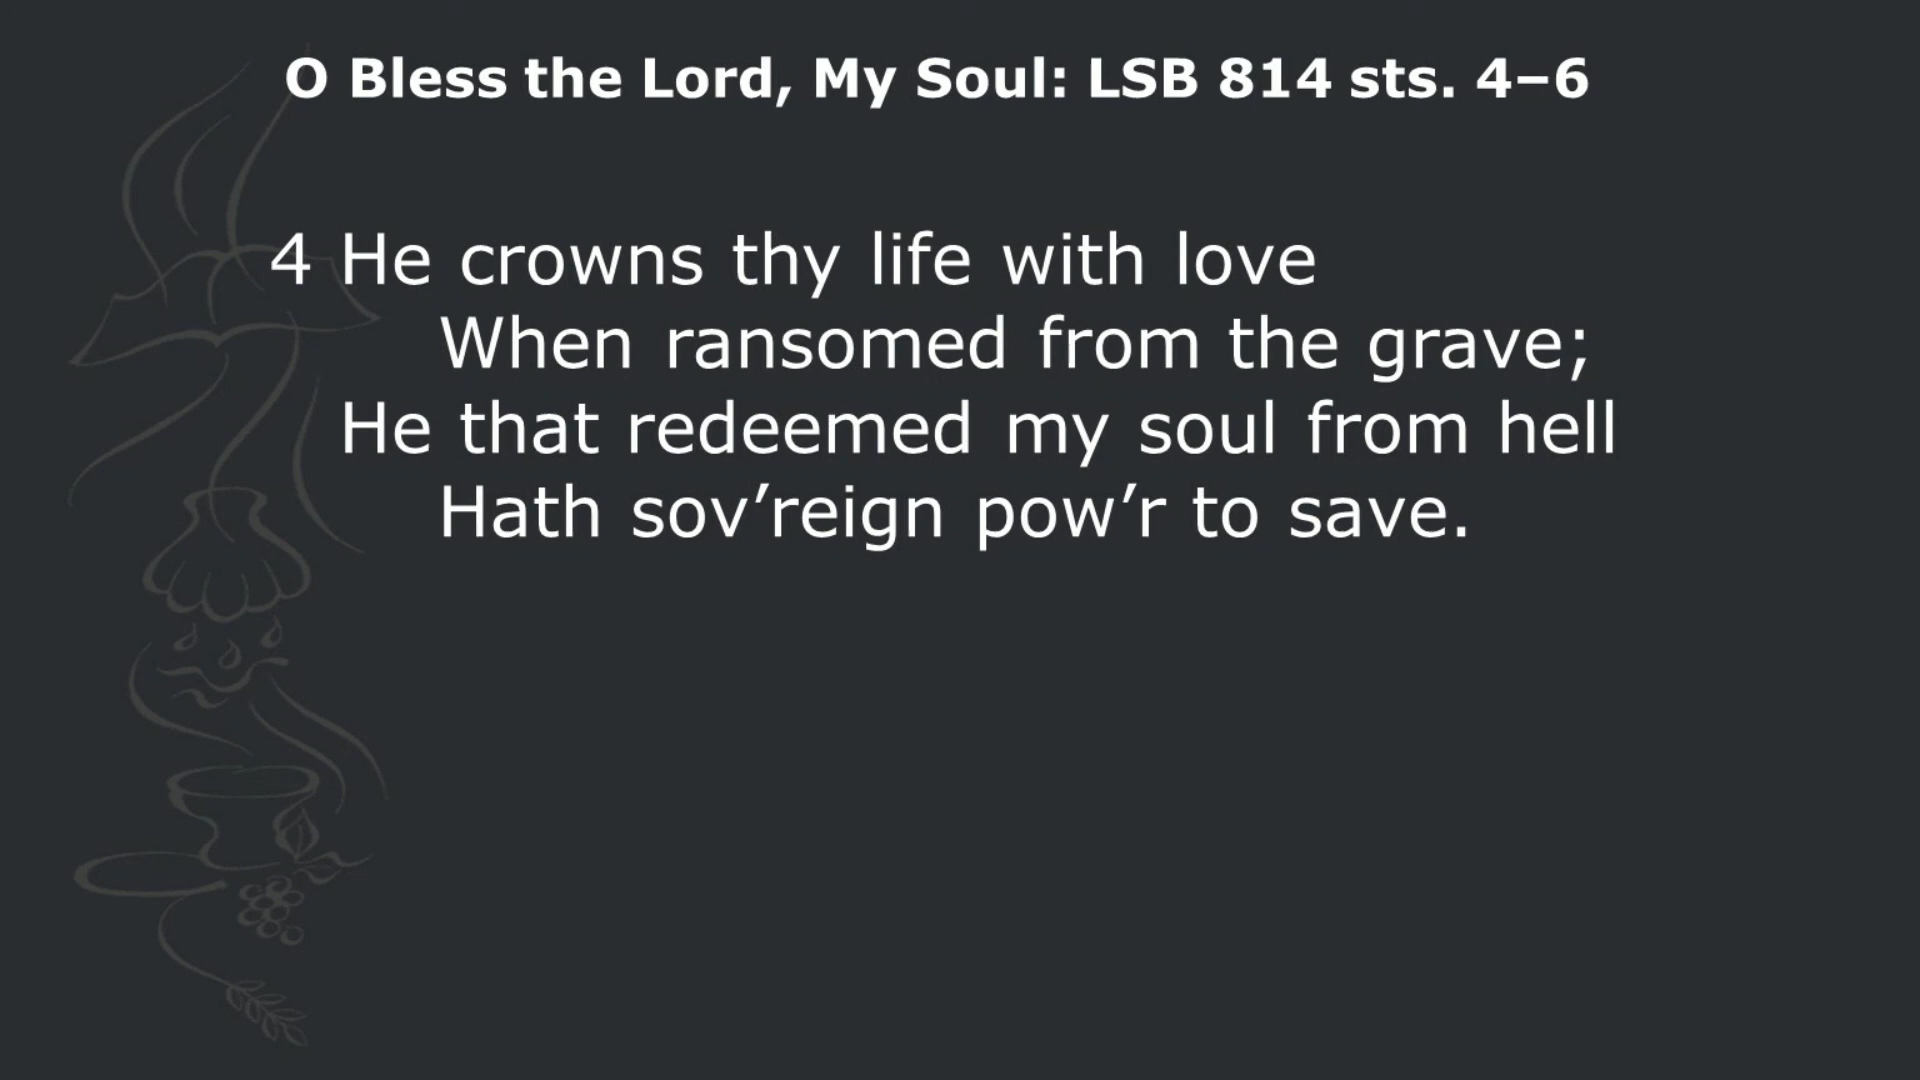 O Bless the Lord, My Soul: LSB 814 sts. 4–6
4 He crowns thy life with love
When ransomed from the grave;
He that redeemed my soul from hell
Hath sov’reign pow’r to save.